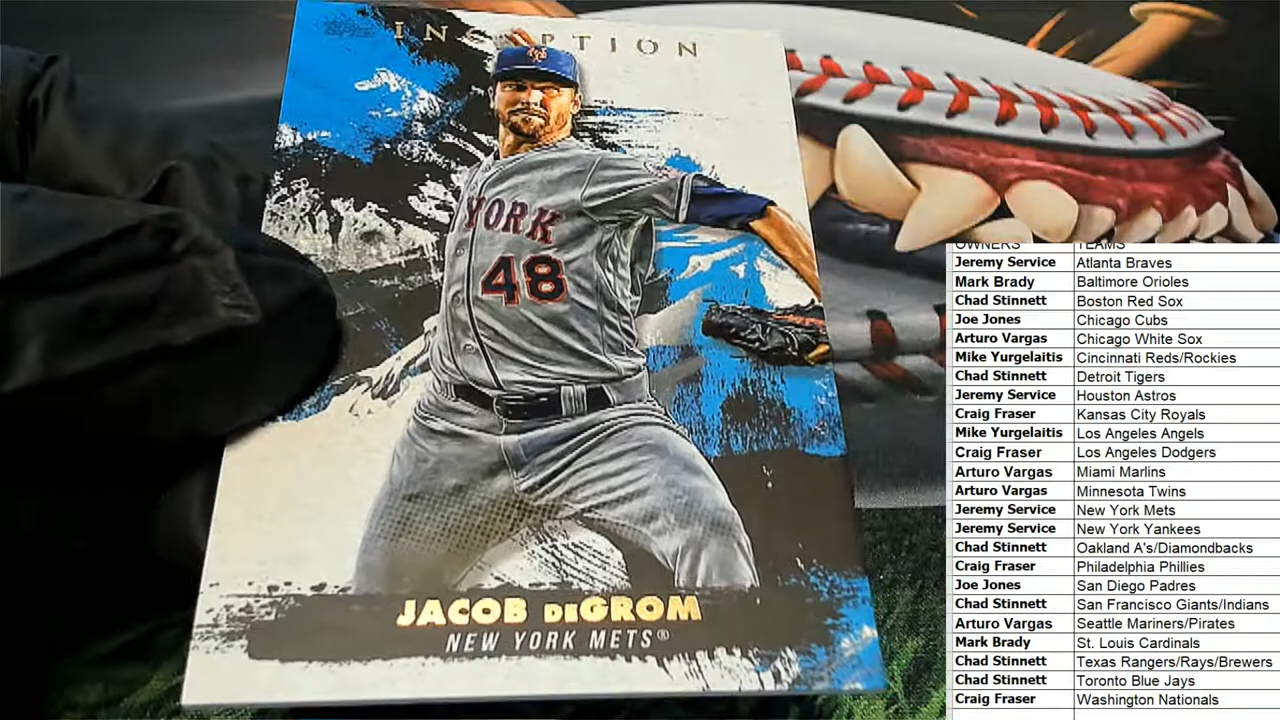 INCEPTION
YORK
48
JACOB deGROM
NEW YORK METS®
OWNERS TEAMS
Jeremy Service Atlanta Braves
Mark Brady Baltimore Orioles
Chad Stinnett Boston Red Sox
Joe Jones Chicago Cubs
Arturo Vargas Chicago White Sox
Mike Yurgelaitis Cincinnati Reds/Rockies
Chad Stinnett Detroit Tigers
Jeremy Service Houston Astros
Craig Fraser Kansas City Royals
Mike Yurgelaitis Los Angeles Angels
Craig Fraser Los Angeles Dodgers
Arturo Vargas Miami Marlins
Arturo Vargas Minnesota Twins
Jeremy Service New York Mets
Jeremy Service New York Yankees
Chad Stinnett Oakland A's/Diamondbacks
Craig Fraser Philadelphia Phillies
Joe Jones San Diego Padres
Chad Stinnett San Francisco Giants/Indians
Arturo Vargas Seattle Mariners/Pirates
Mark Brady St. Louis Cardinals
Chad Stinnett Texas Rangers/Rays/Brewers
Chad Stinnett Toronto Blue Jays
Craig Fraser Washington Nationals